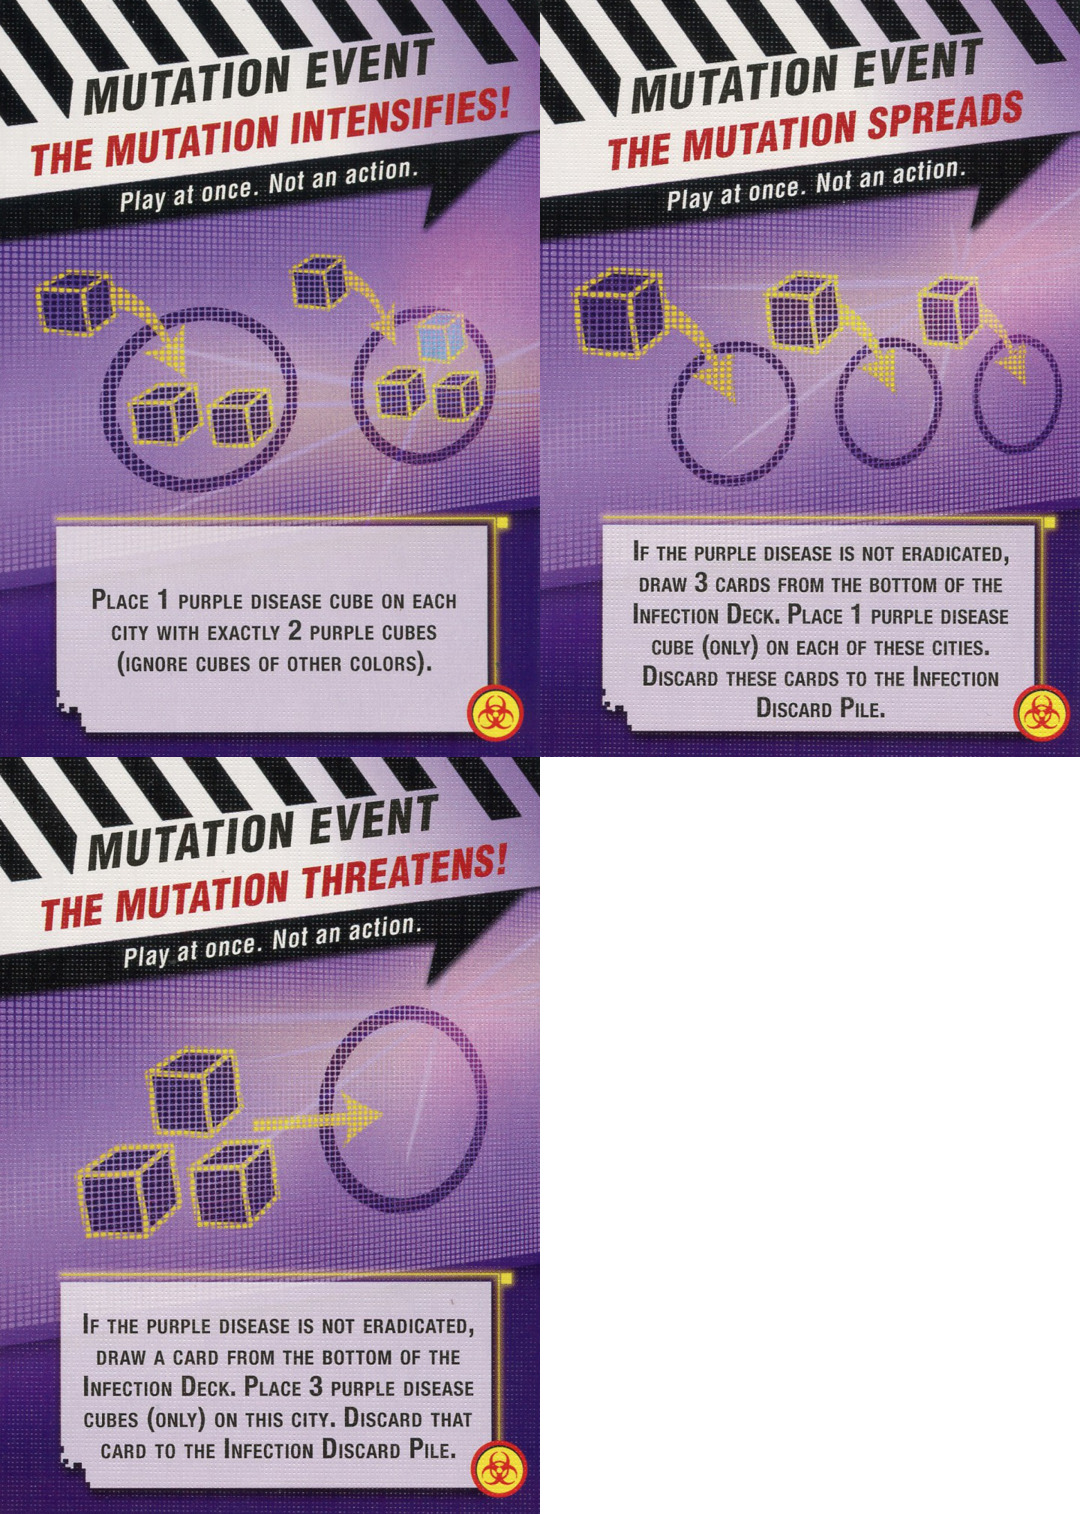 MUTATION EVENT
THE MUTATION INTENSIFIES!
Play at once. Not an action.
PLACE 1 PURPLE DISEASE CUBE ON EACH
CITY WITH EXACTLY 2 PURPLE CUBES
(IGNORE CUBES OF OTHER COLORS).
MUTATION EVENT
THE MUTATION SPREADS
Play at once. Not an action.
IF THE PURPLE DISEASE IS NOT ERADICATED,
DRAW 3 CARDS FROM THE BOTTOM OF THE
INFECTION DECK. PLACE 1 PURPLE DISEASE
CUBE (ONLY) ON EACH OF THESE CITIES.
DISCARD THESE CARDS TO THE INFECTION
DISCARD PILE.
MUTATION EVENT
THE MUTATION THREATENS!
Play at once. Not an action.
IF THE PURPLE DISEASE IS NOT ERADICATED,
DRAW A CARD FROM THE BOTTOM OF THE
INFECTION DECK. PLACE 3 PURPLE DISEASE
CUBES (ONLY) ON THIS CITY. DISCARD THAT
CARD TO THE INFECTION DISCARD PILE.